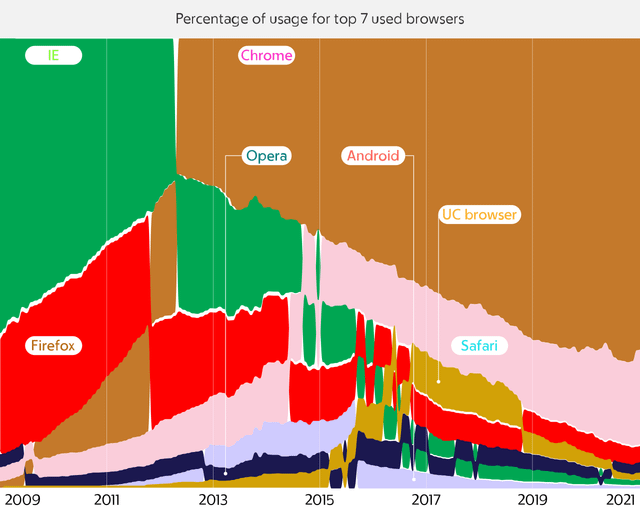 Percentage of usage for top 7 used browsers
IE
Chrome
Opera
Android
UC browser
Firefox
Safari
2009 2011 2013 2015 2017 2019 2021